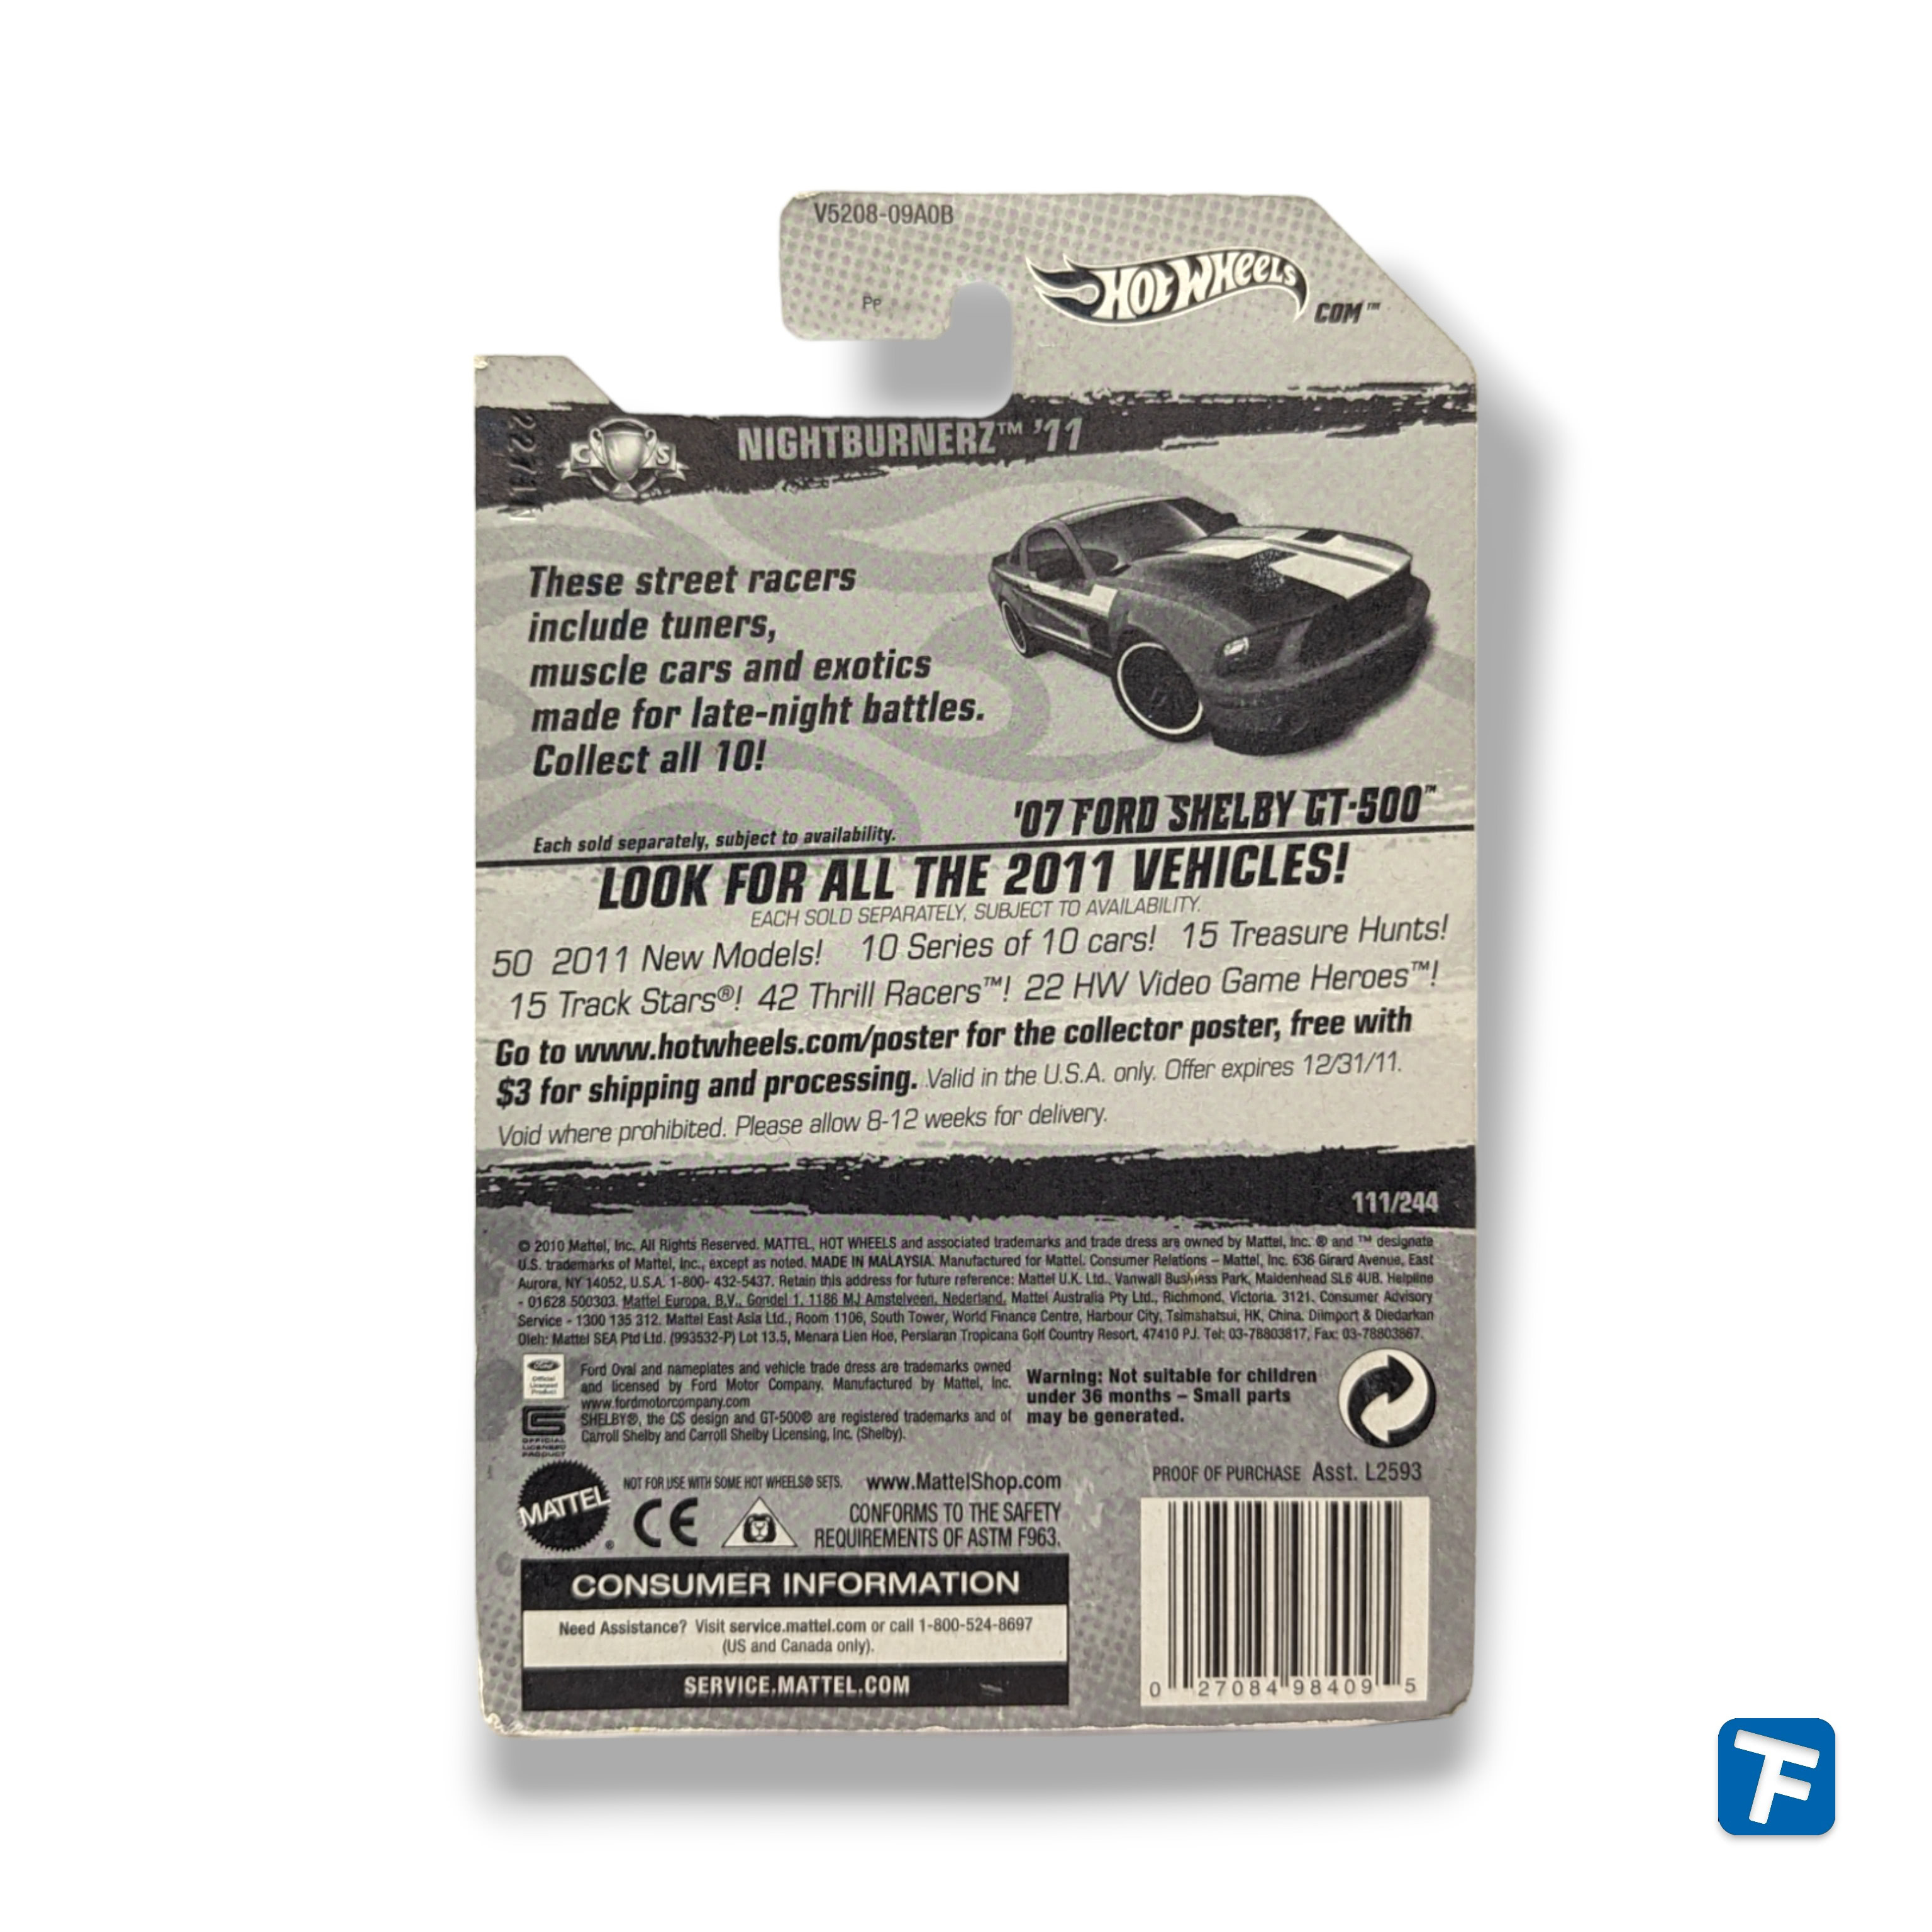 V5208-09A0B
Pp
Hot Wheels
COM™
NIGHTBURNERZ™ '11
C S
These street racers
include tuners,
muscle cars and exotics
made for late-night battles.
Collect all 10!
'07 FORD SHELBY GT-500™
Each sold separately, subject to availability.
LOOK FOR ALL THE 2011 VEHICLES!
EACH SOLD SEPARATELY, SUBJECT TO AVAILABILITY.
50 2011 New Models! 10 Series of 10 cars! 15 Treasure Hunts!
15 Track Stars®! 42 Thrill Racers™! 22 HW Video Game Heroes™!
Go to www.hotwheels.com/poster for the collector poster, free with
$3 for shipping and processing. Valid in the U.S.A. only. Offer expires 12/31/11.
Void where prohibited. Please allow 8-12 weeks for delivery.
111/244
© 2010 Mattel, Inc. All Rights Reserved. MATTEL, HOT WHEELS and associated trademarks and trade dress are owned by Mattel, Inc. ® and ™ designate
U.S. trademarks of Mattel, Inc., except as noted. MADE IN MALAYSIA. Manufactured for Mattel. Consumer Relations – Mattel, Inc. 636 Girard Avenue, East
Aurora, NY 14052, U.S.A. 1-800- 432-5437. Retain this address for future reference: Mattel U.K. Ltd., Vanwall Business Park, Maidenhead SL6 4UB. Helpline
- 01628 500303. Mattel Europa, B.V., Gondel 1, 1186 MJ Amstelveen, Nederland. Mattel Australia Pty Ltd., Richmond, Victoria. 3121. Consumer Advisory
Service - 1300 135 312. Mattel East Asia Ltd., Room 1106, South Tower, World Finance Centre, Harbour City, Tsimshatsui, HK, China. Diimport & Diedarkan
Oleh: Mattel SEA Ptd Ltd. (993532-P) Lot 13.5, Menara Lien Hoe, Persiaran Tropicana Golf Country Resort, 47410 PJ. Tel: 03-78803817, Fax: 03-78803867.
Ford
Official
Licensed
Product
Ford Oval and nameplates and vehicle trade dress are trademarks owned
and licensed by Ford Motor Company. Manufactured by Mattel, Inc.
www.fordmotorcompany.com
SHELBY®, the CS design and GT-500® are registered trademarks and of
Carroll Shelby and Carroll Shelby Licensing, Inc. (Shelby).
OFFICIAL
LICENSED
PRODUCT
Warning: Not suitable for children
under 36 months – Small parts
may be generated.
MATTEL®
NOT FOR USE WITH SOME HOT WHEELS® SETS.
www.MattelShop.com
CE
CONFORMS TO THE SAFETY
REQUIREMENTS OF ASTM F963.
PROOF OF PURCHASE Asst. L2593
0 27084 98409 5
CONSUMER INFORMATION
Need Assistance? Visit service.mattel.com or call 1-800-524-8697
(US and Canada only).
SERVICE.MATTEL.COM
TF